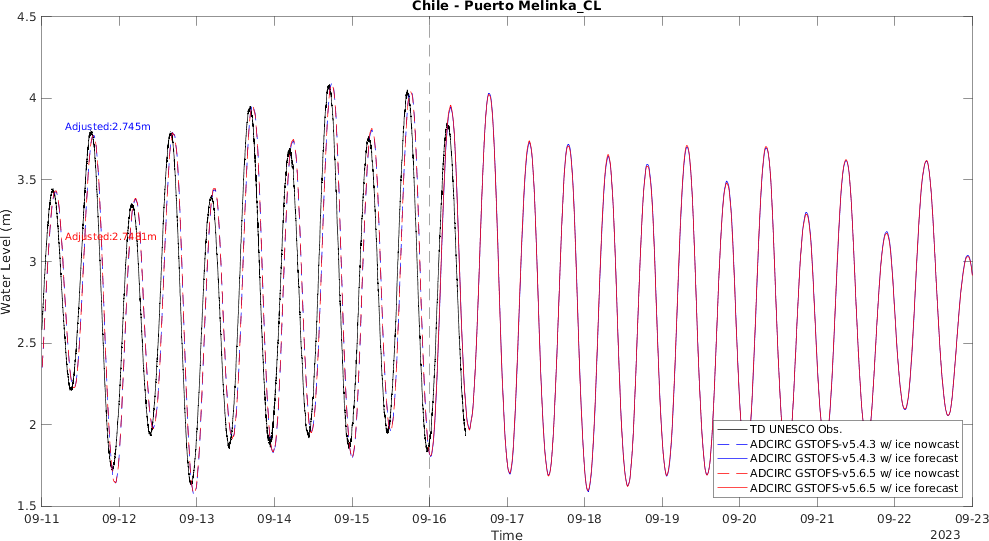 Chile - Puerto Melinka_CL
4.5
4
3.5
3
2.5
2
1.5
Water Level (m)
Adjusted:2.745m
TD UNESCO Obs.
ADCIRC GSTOFS-v5.4.3 w/ ice nowcast
ADCIRC GSTOFS-v5.4.3 w/ ice forecast
ADCIRC GSTOFS-v5.6.5 w/ ice nowcast
ADCIRC GSTOFS-v5.6.5 w/ ice forecast
09-11 09-12 09-13 09-14 09-15 09-16 09-17 09-18 09-19 09-20 09-21 09-22 09-23
Time
2023